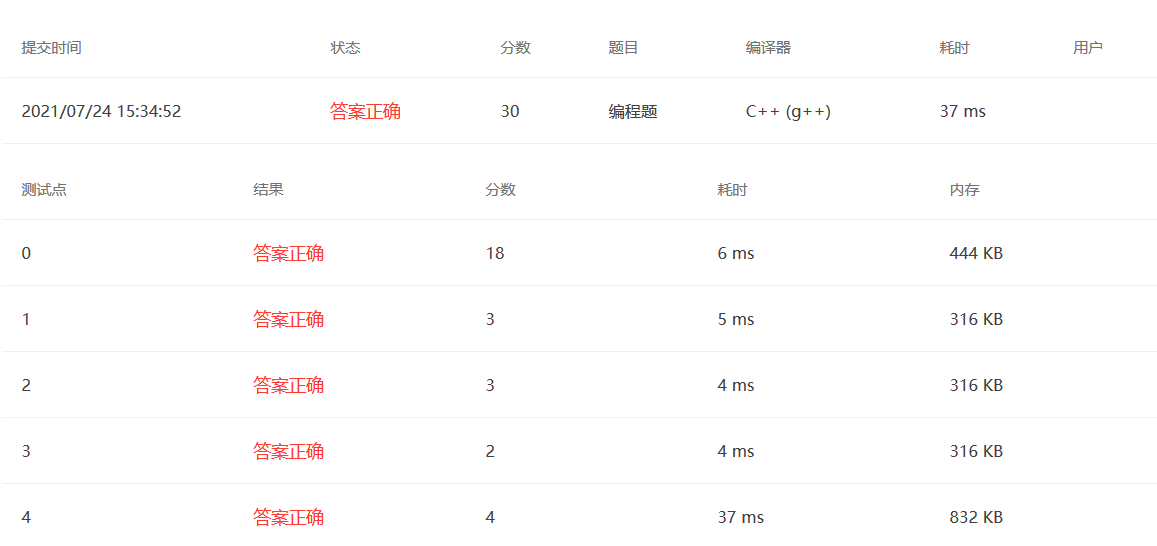 提交时间 状态 分数 题目 编译器 耗时 用户
2021/07/24 15:34:52 答案正确 30 编程题 C++ (g++) 37 ms
测试点 结果 分数 耗时 内存
0 答案正确 18 6 ms 444 KB
1 答案正确 3 5 ms 316 KB
2 答案正确 3 4 ms 316 KB
3 答案正确 2 4 ms 316 KB
4 答案正确 4 37 ms 832 KB